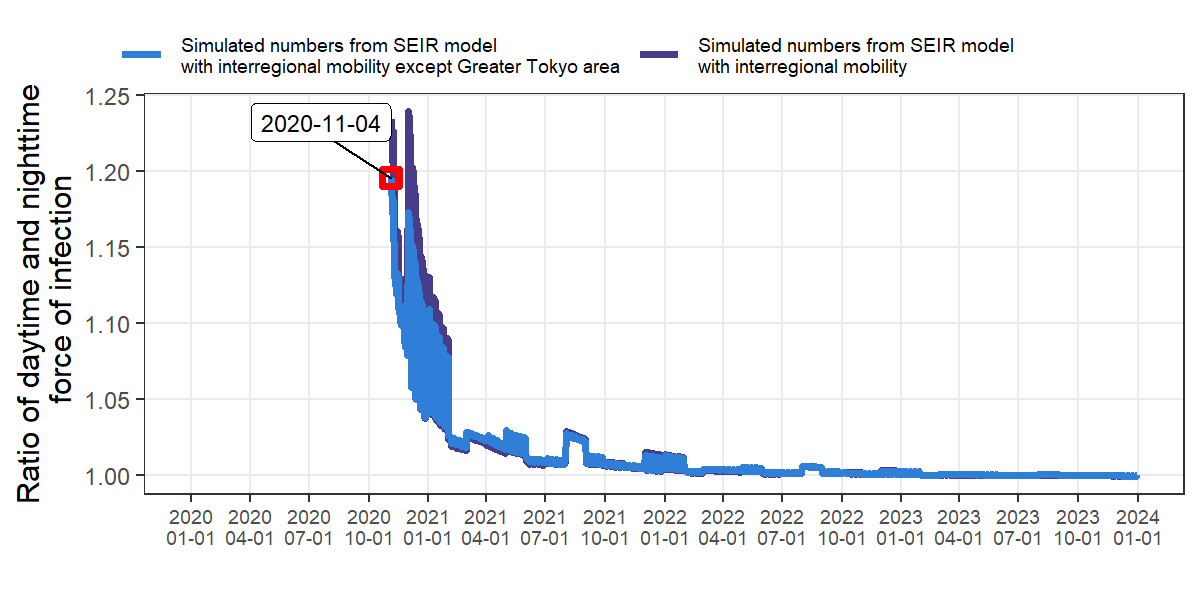 Simulated numbers from SEIR model
with interregional mobility except Greater Tokyo area
Simulated numbers from SEIR model
with interregional mobility
Ratio of daytime and nighttime
force of infection
1.25
1.20
1.15
1.10
1.05
1.00
2020-11-04
2020 2020 2020 2020 2021 2021 2021 2021 2022 2022 2022 2022 2023 2023 2023 2023 2024
01-01 04-01 07-01 10-01 01-01 04-01 07-01 10-01 01-01 04-01 07-01 10-01 01-01 04-01 07-01 10-01 01-01